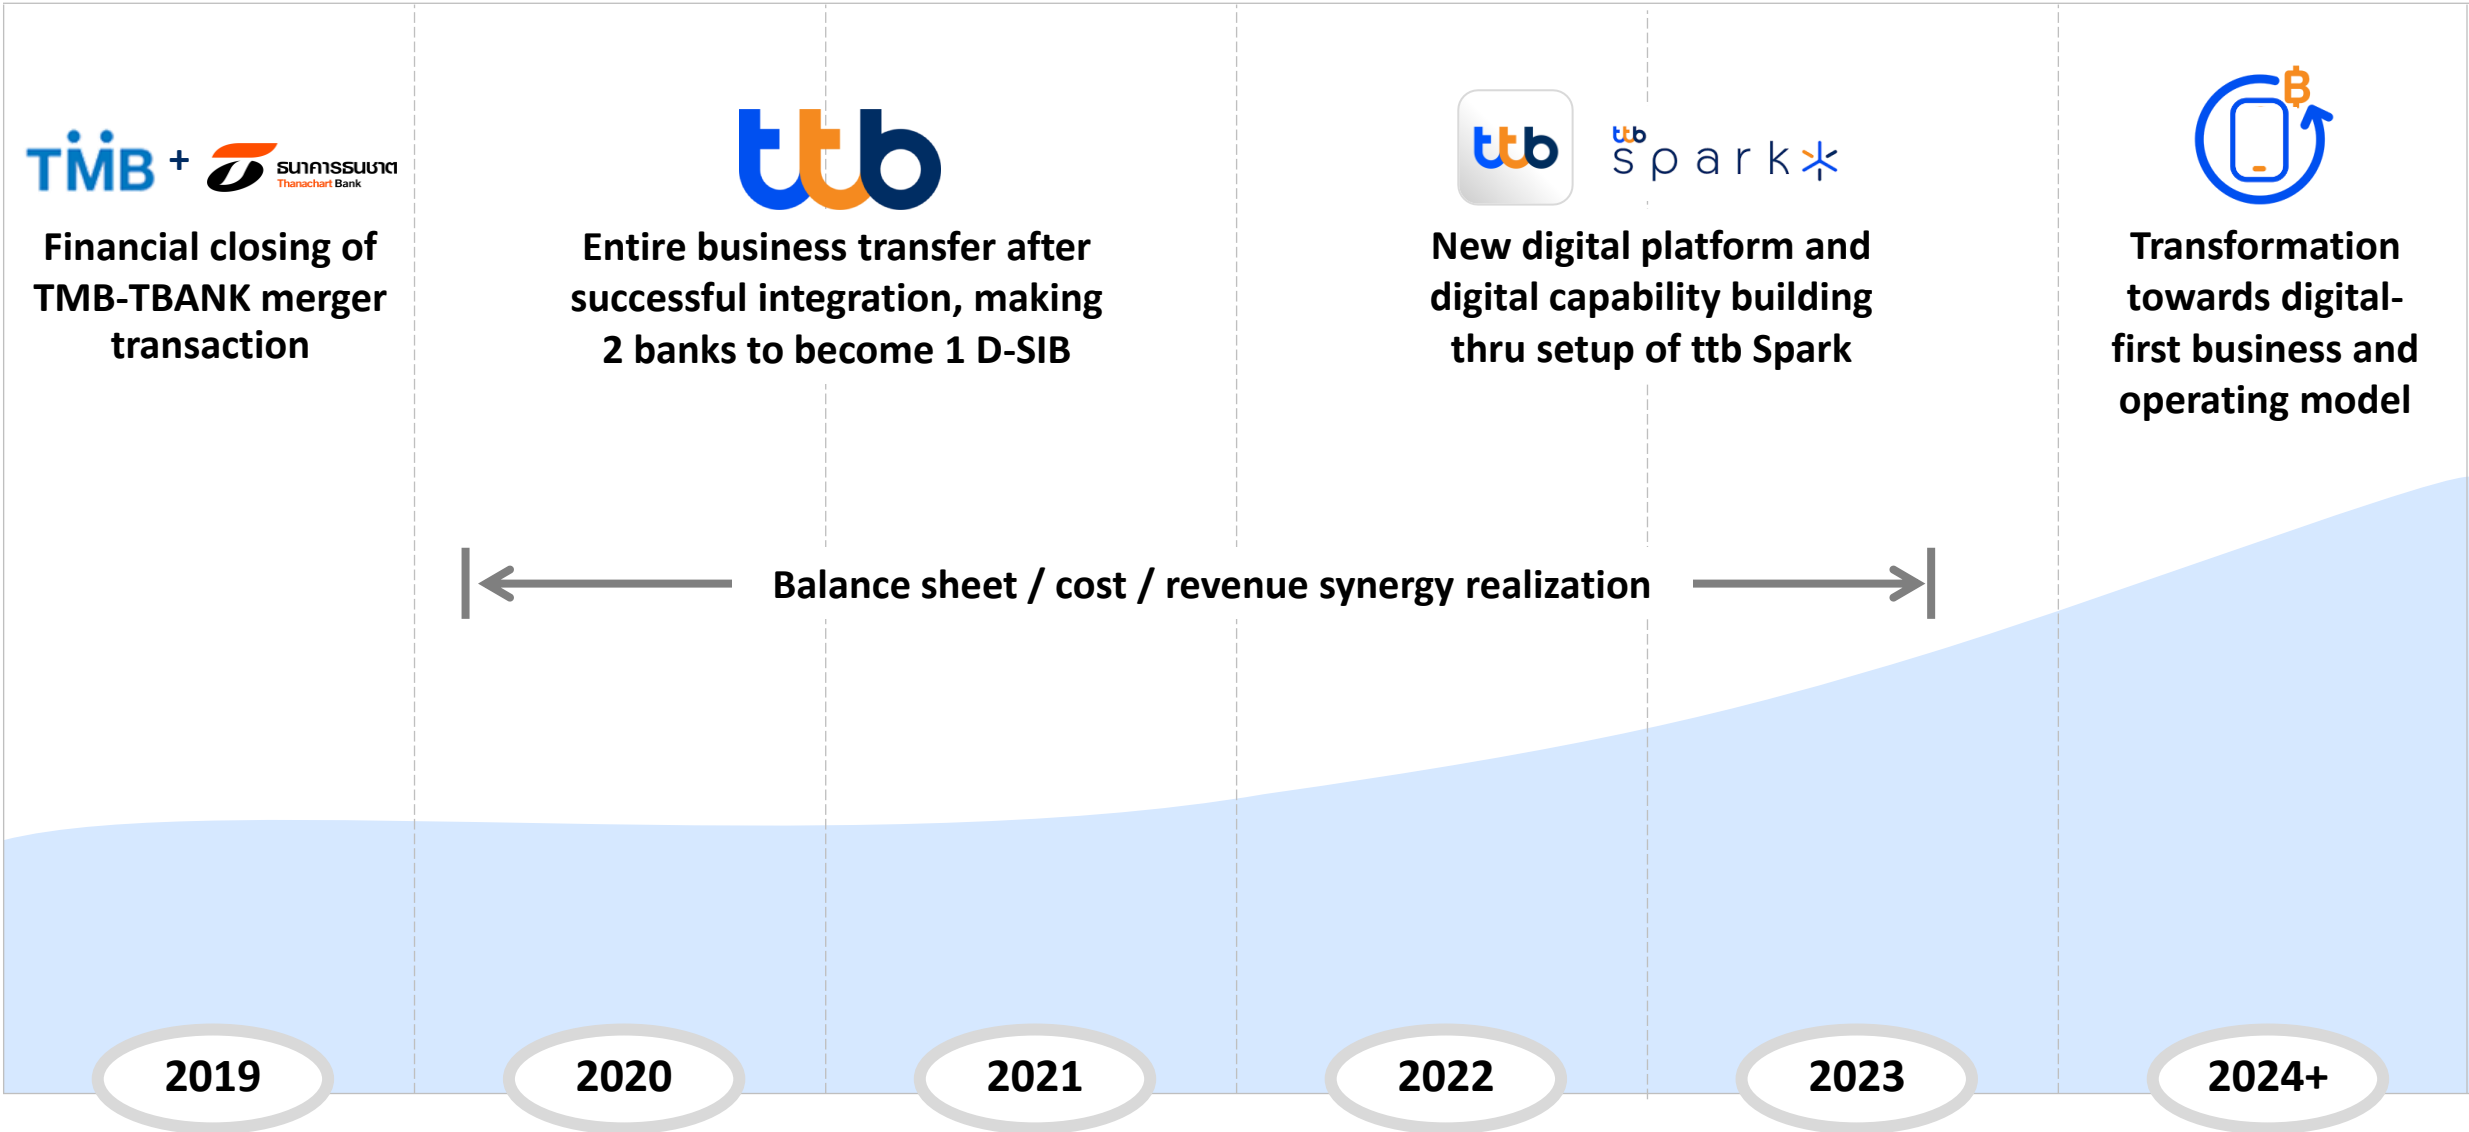 TMB
+
ธนาคารธนชาต
Thanachart Bank
Financial closing of
TMB-TBANK merger
transaction
ttb
Entire business transfer after
successful integration, making
2 banks to become 1 D-SIB
ttb
ttb
spark
New digital platform and
digital capability building
thru setup of ttb Spark
฿
Transformation
towards digital-
first business and
operating model
Balance sheet / cost / revenue synergy realization
2019
2020
2021
2022
2023
2024+